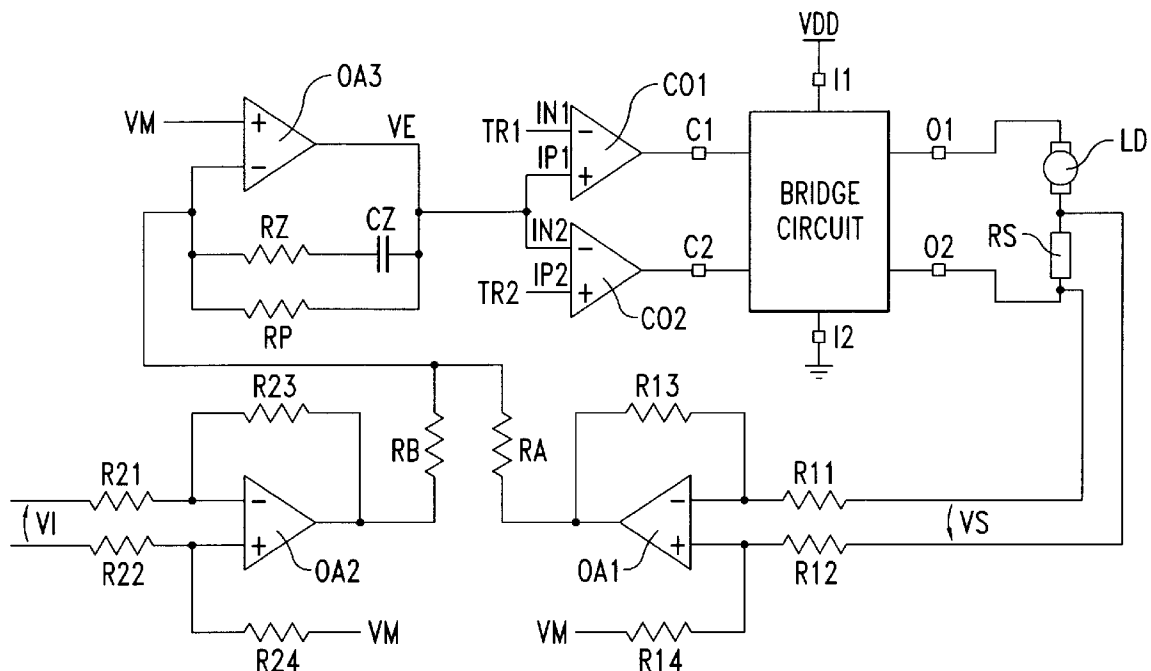 VDD
I1
OA3
CO1
VM
+
VE
IN1
TR1
−
C1
O1
LD
−
IP1
+
BRIDGE
CIRCUIT
RZ
CZ
IN2
−
C2
O2
RS
IP2
TR2
+
RP
CO2
I2
R23
R13
RB
RA
R21
R11
−
−
VI
VS
+
+
R22
OA2
OA1
R12
R24
VM
VM
R14